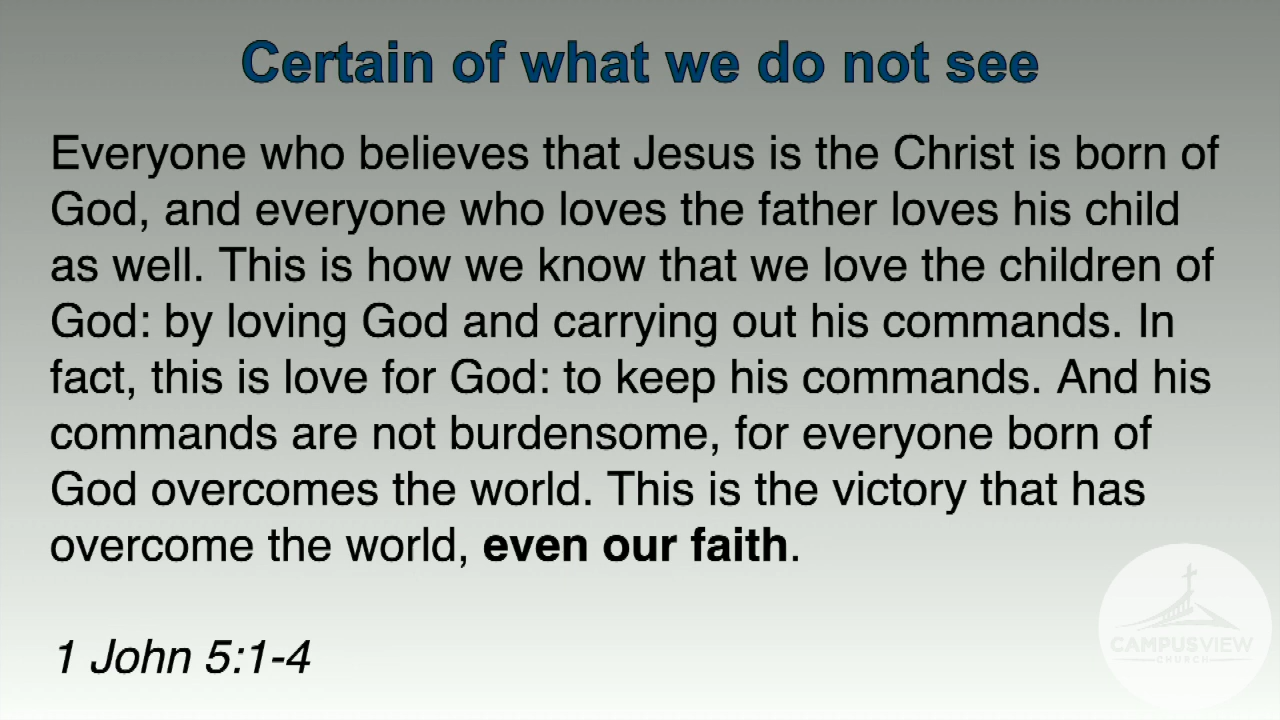 Certain of what we do not see
Everyone who believes that Jesus is the Christ is born of
God, and everyone who loves the father loves his child
as well. This is how we know that we love the children of
God: by loving God and carrying out his commands. In
fact, this is love for God: to keep his commands. And his
commands are not burdensome, for everyone born of
God overcomes the world. This is the victory that has
overcome the world, even our faith.
1 John 5:1-4
CAMPUSVIEW
CHURCH